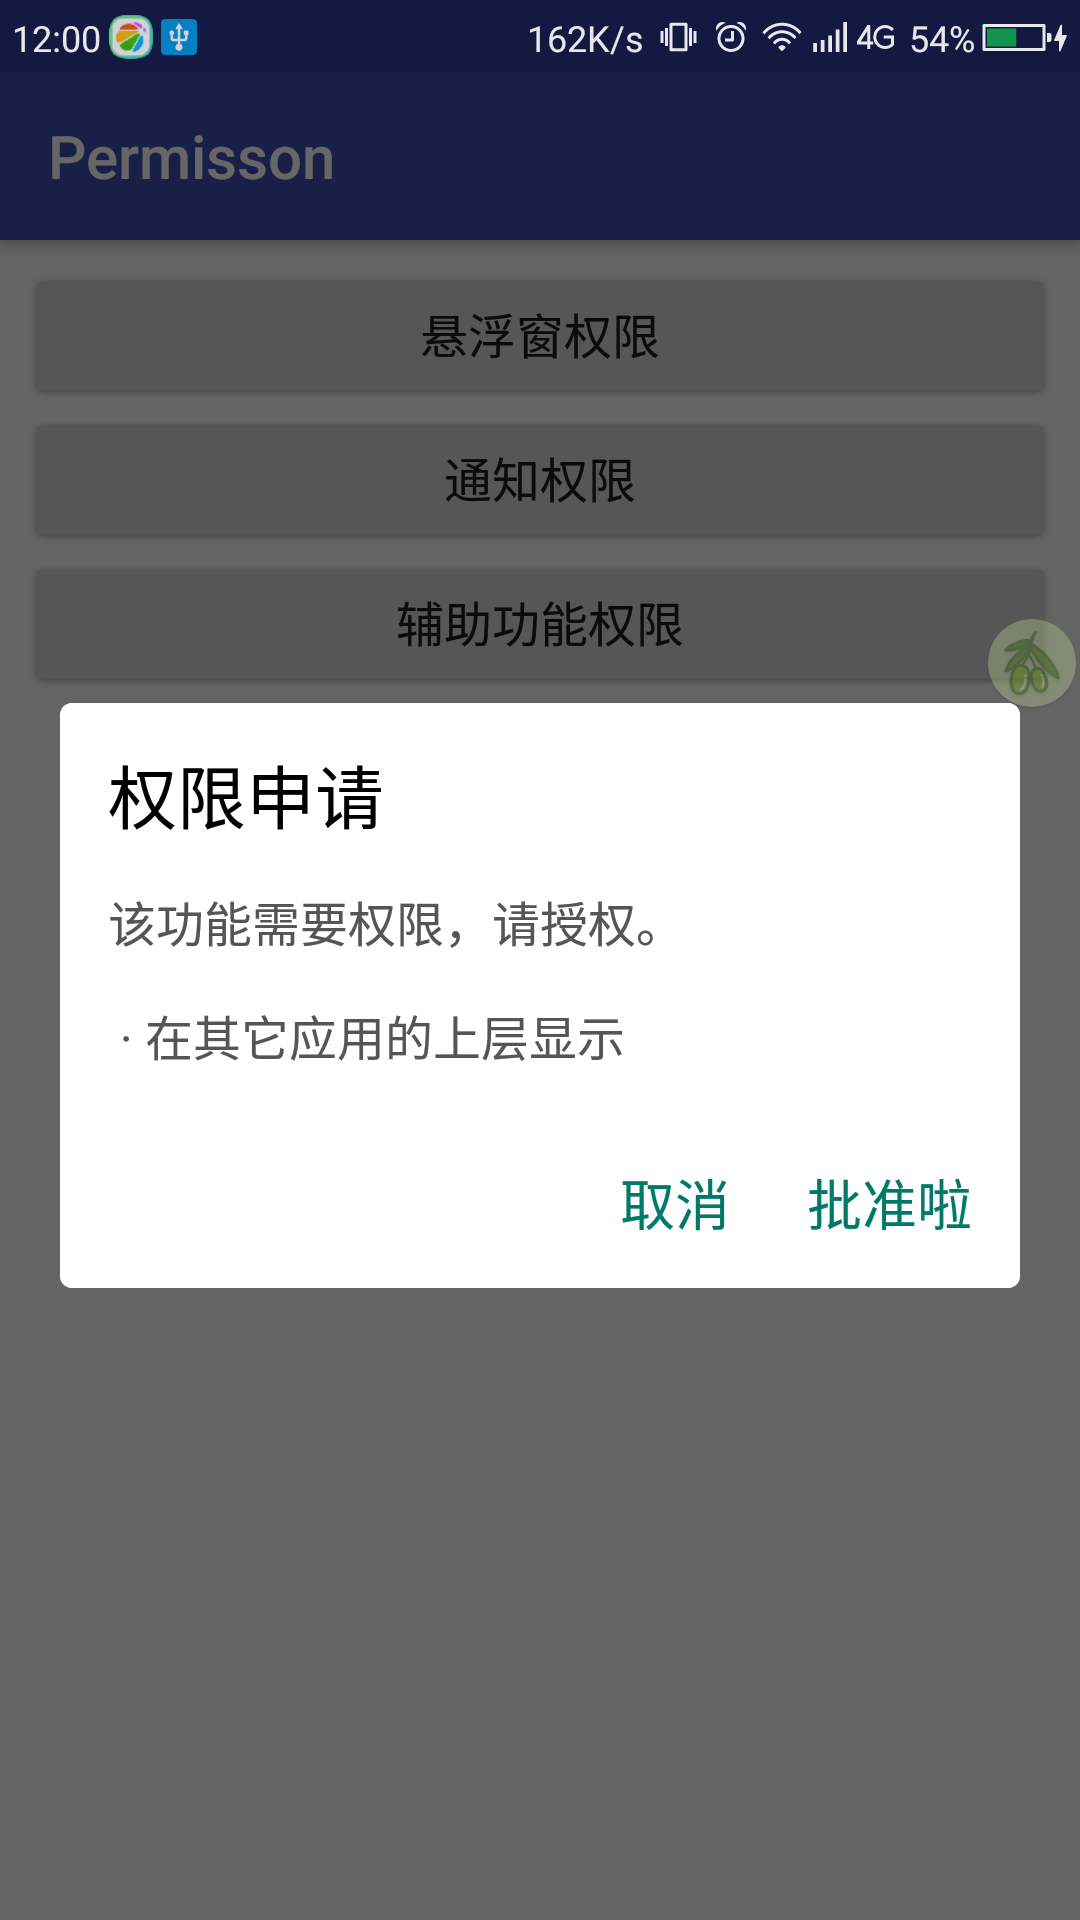 12:00 162K/s 4G 54%
Permisson
悬浮窗权限
通知权限
辅助功能权限
权限申请
该功能需要权限，请授权。
· 在其它应用的上层显示
取消 批准啦